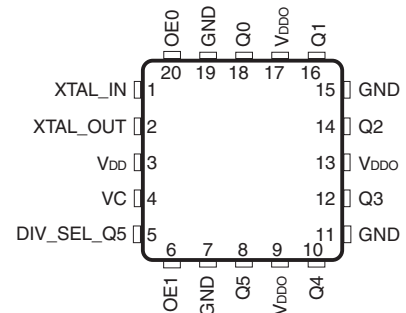 OE0 GND Q0 VDDO Q1
20 19 18 17 16
XTAL_IN 1 15 GND
XTAL_OUT 2 14 Q2
VDD 3 13 VDDO
VC 4 12 Q3
DIV_SEL_Q5 5 11 GND
6 7 8 9 10
OE1 GND Q5 VDDO Q4